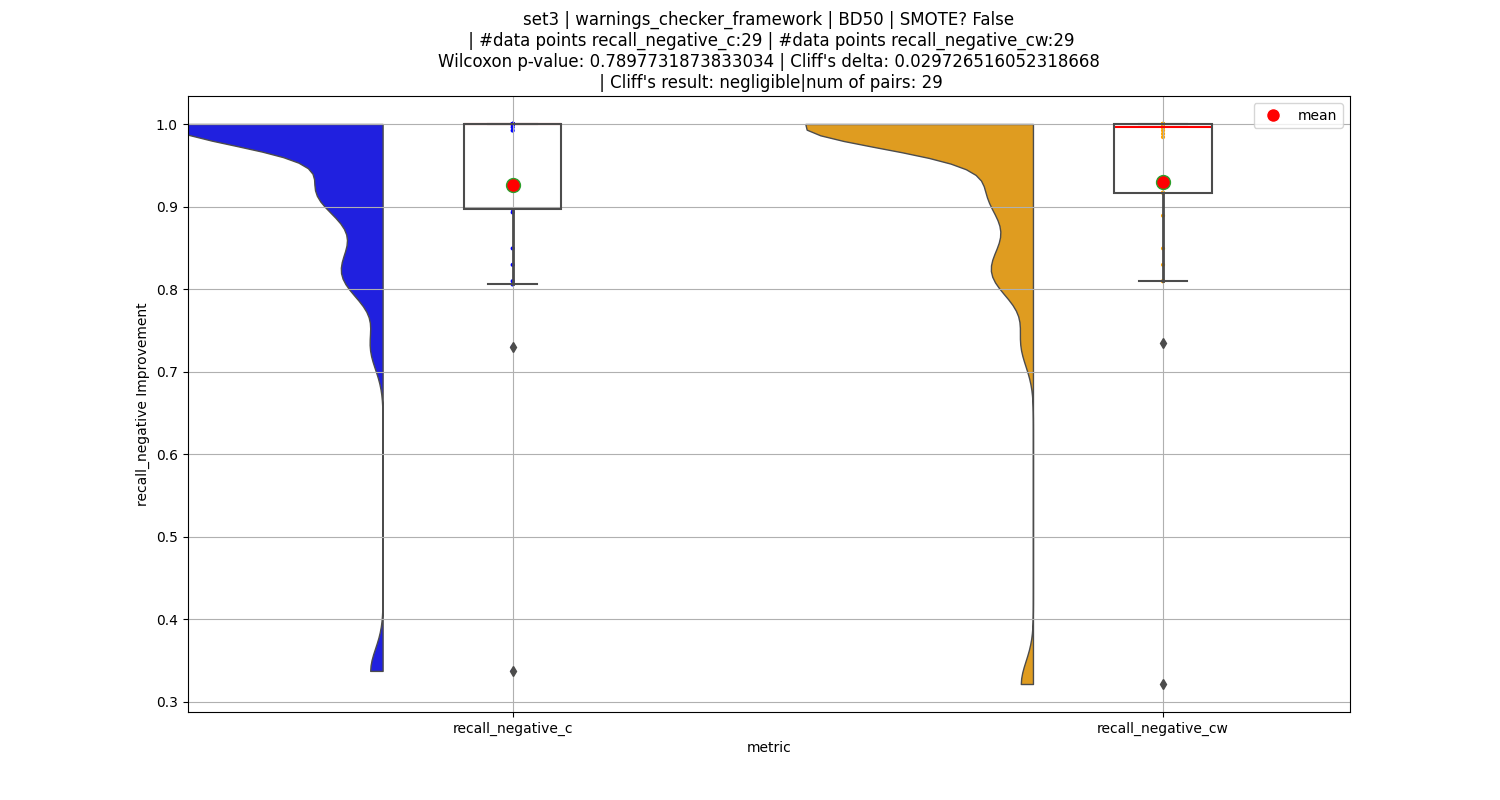 set3 | warnings_checker_framework | BD50 | SMOTE? False
| #data points recall_negative_c:29 | #data points recall_negative_cw:29
Wilcoxon p-value: 0.7897731873833034 | Cliff's delta: 0.029726516052318668
| Cliff's result: negligible|num of pairs: 29
mean
1.0
0.9
0.8
0.7
0.6
0.5
0.4
0.3
recall_negative Improvement
recall_negative_c
recall_negative_cw
metric